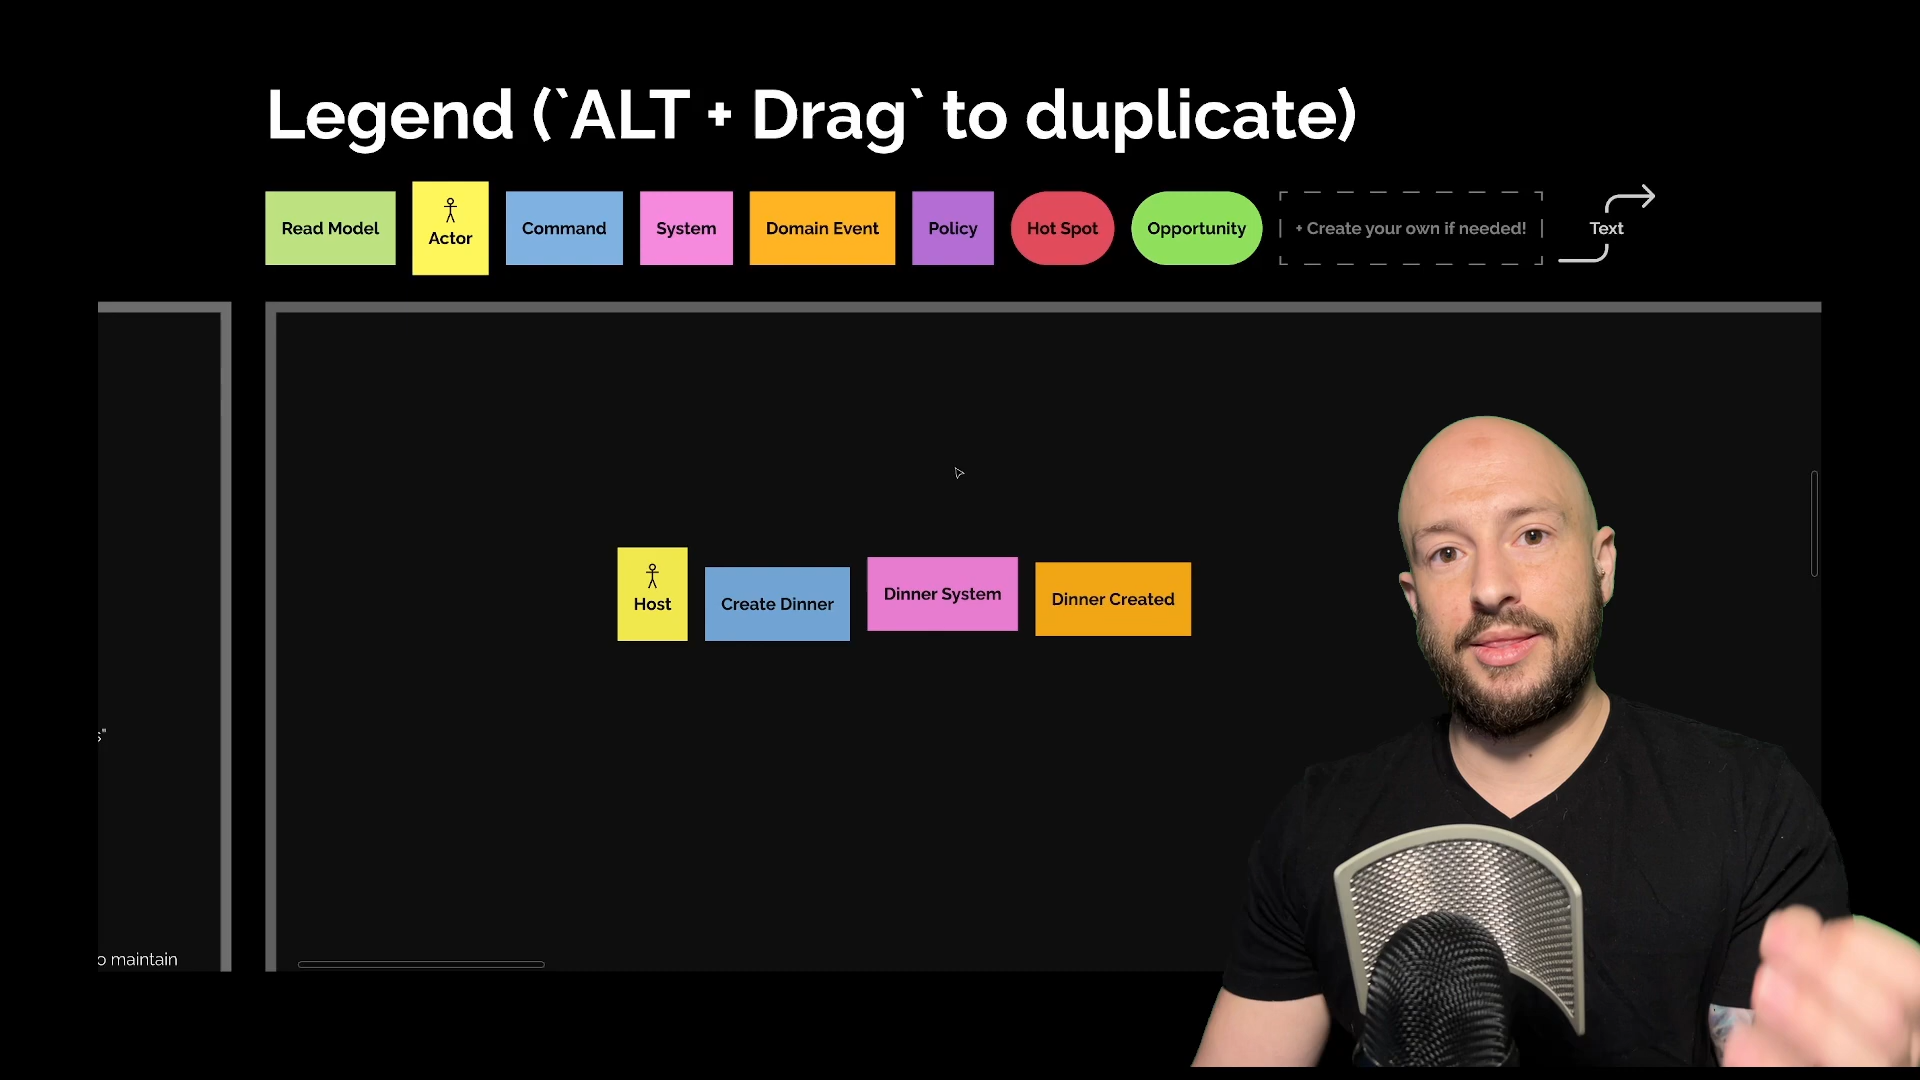 Legend (`ALT + Drag` to duplicate)
Read Model
Actor
Command
System
Domain Event
Policy
Hot Spot
Opportunity
+ Create your own if needed!
Text
Host
Create Dinner
Dinner System
Dinner Created
s"
o maintain